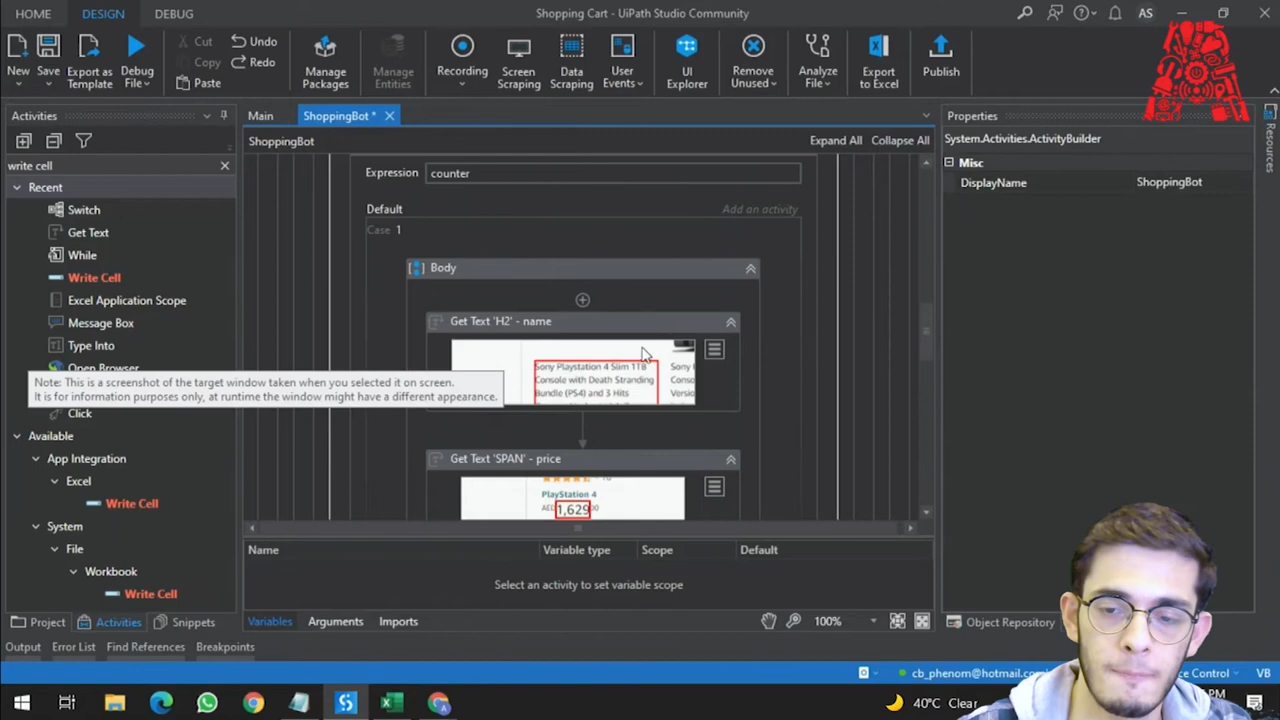 HOME DESIGN DEBUG Shopping Cart - UiPath Studio Community AS
New Save Export as Template Debug File Cut Copy Paste Undo Redo Manage Packages Manage Entities Recording Screen Scraping Data Scraping User Events UI Explorer Remove Unused Analyze File Export to Excel Publish
Activities Main ShoppingBot * Properties
ShoppingBot Expand All Collapse All System.Activities.ActivityBuilder
write cell Misc
Recent Expression counter DisplayName ShoppingBot
Switch Default Add an activity
Get Text Case 1
While
Write Cell Body
Excel Application Scope
Message Box Get Text 'H2' - name
Type Into
Open Browser Sony Playstation 4 Slim 1TB Sony
Console with Death Stranding Conso
Bundle (PS4) and 3 Hits Versio
Note: This is a screenshot of the target window taken when you selected it on screen.
It is for information purposes only, at runtime the window might have a different appearance.
Click
Available
App Integration Get Text 'SPAN' - price
Excel PlayStation 4
Write Cell 1,629
System
File Name Variable type Scope Default
Workbook Select an activity to set variable scope
Write Cell
Project Activities Snippets Variables Arguments Imports 100% Object Repository
Output Error List Find References Breakpoints
cb_phenom@hotmail.com Control VB
40°C Clear PM
Resources